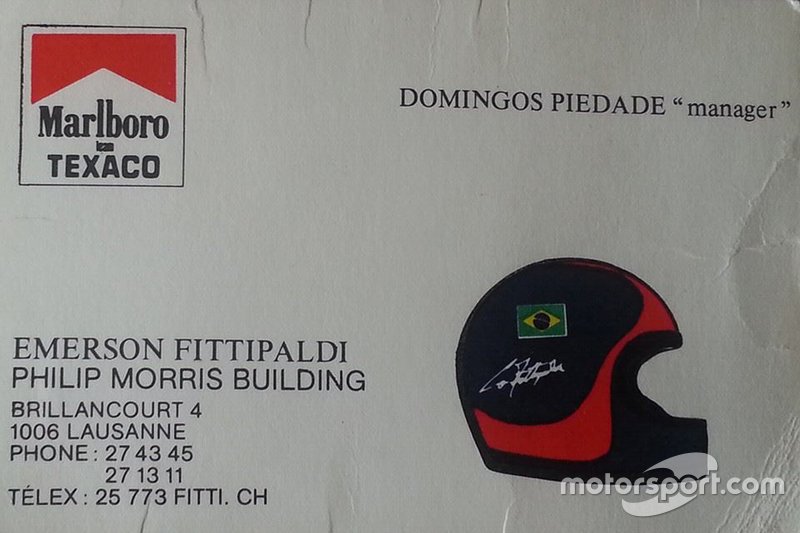 Marlboro
team
TEXACO
DOMINGOS PIEDADE “manager”
EMERSON FITTIPALDI
PHILIP MORRIS BUILDING
BRILLANCOURT 4
1006 LAUSANNE
PHONE: 27 43 45
27 13 11
TÉLEX: 25 773 FITTI. CH
motorsport.com